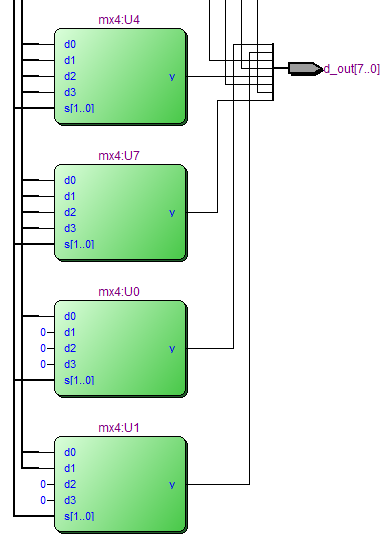 mx4:U4
d0
d1
d2
d3
s[1..0]
y
d_out[7..0]
mx4:U7
d0
d1
d2
d3
s[1..0]
y
mx4:U0
d0
0 d1
0 d2
0 d3
s[1..0]
y
mx4:U1
d0
d1
0 d2
0 d3
s[1..0]
y